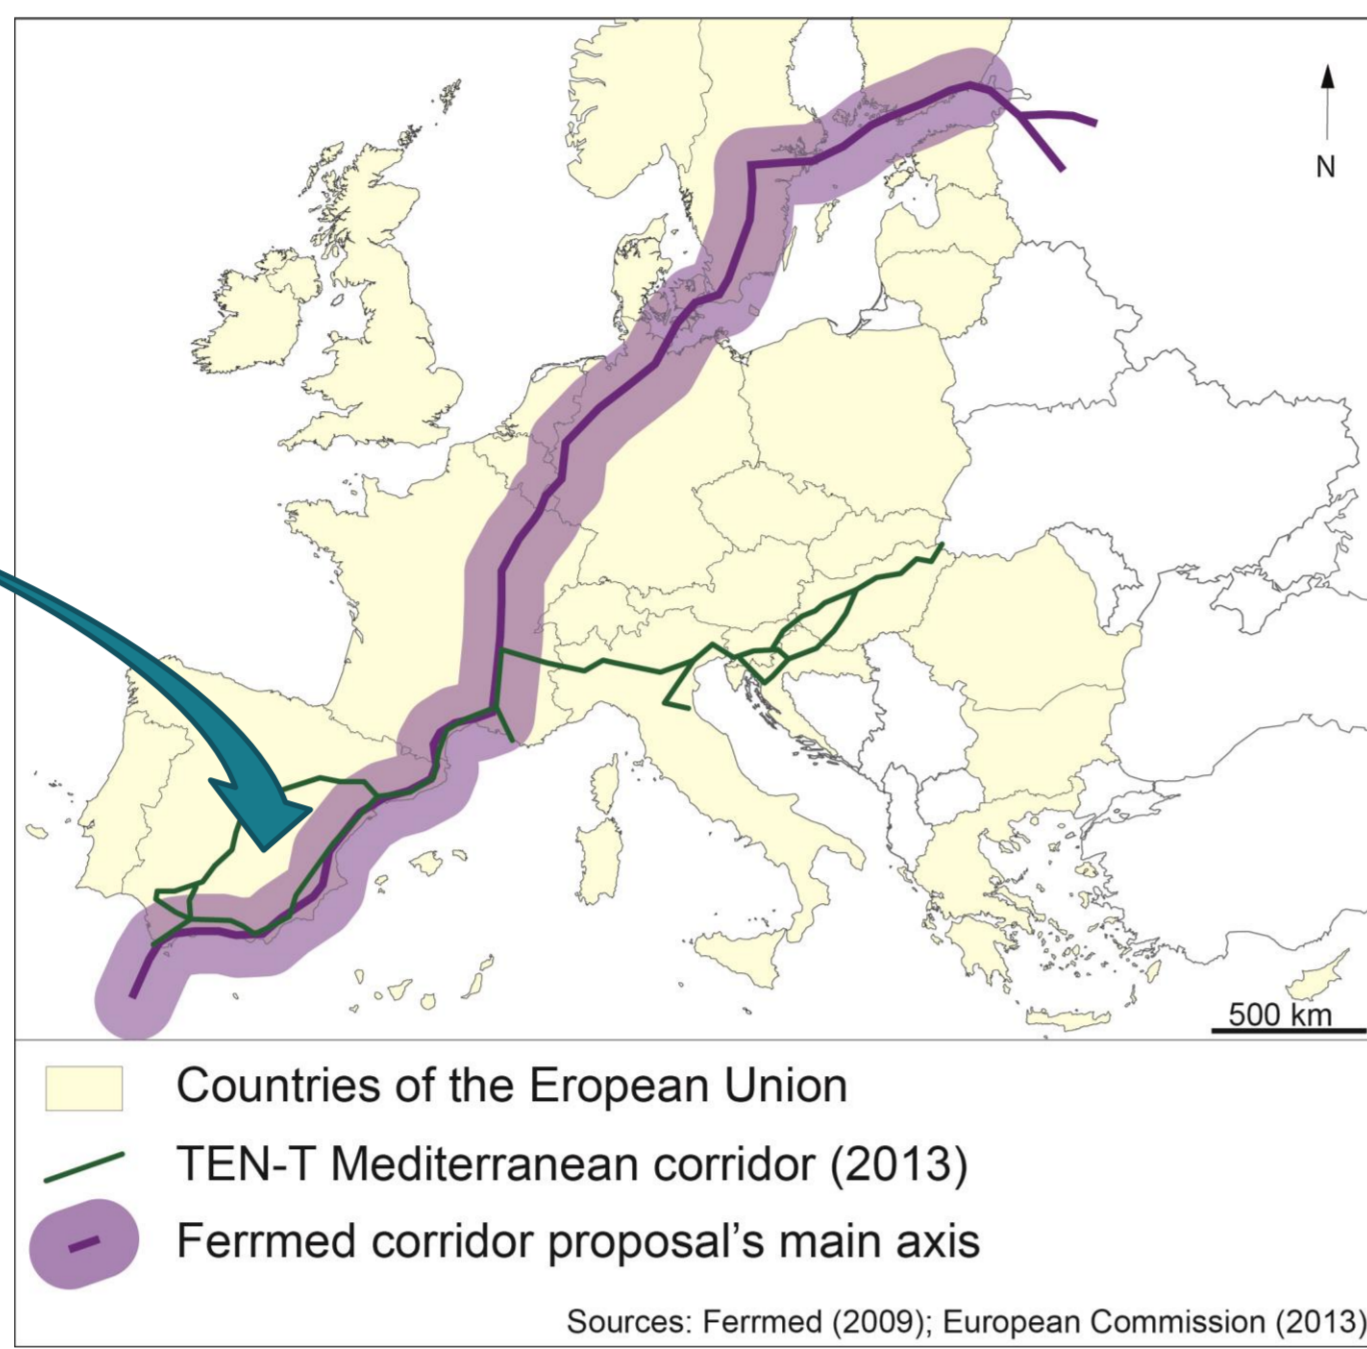 N
500 km
Countries of the Eropean Union
TEN-T Mediterranean corridor (2013)
Ferrmed corridor proposal's main axis
Sources: Ferrmed (2009); European Commission (2013)